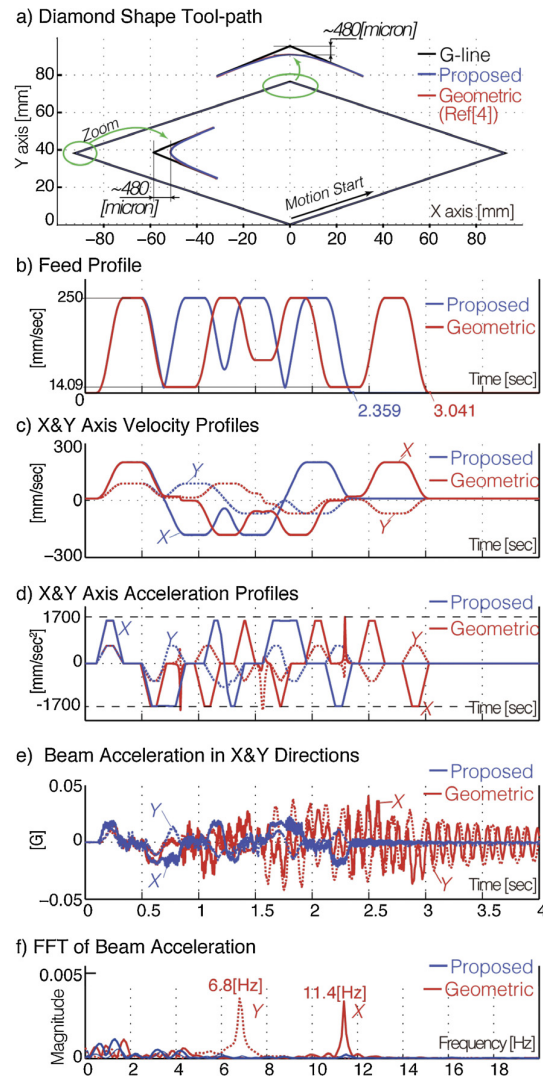 a) Diamond Shape Tool-path
~480[micron]
G-line
Proposed
Geometric
(Ref[4])
Y axis [mm]
80
60
40
20
0
Zoom
~480
[micron]
Motion Start
X axis [mm]
−80 −60 −40 −20 0 20 40 60 80
b) Feed Profile
[mm/sec]
250
14.09
0
Proposed
Geometric
Time [sec]
2.359
3.041
c) X&Y Axis Velocity Profiles
[mm/sec]
300
0
−300
Y
X
X
Y
Proposed
Geometric
Time [sec]
d) X&Y Axis Acceleration Profiles
[mm/sec²]
1700
0
-1700
X
Y
Y
X
Proposed
Geometric
Time [sec]
e) Beam Acceleration in X&Y Directions
[G]
0.05
0
−0.05
Y
X
X
Y
Proposed
Geometric
Time [sec]
0 0.5 1 1.5 2 2.5 3 3.5 4
f) FFT of Beam Acceleration
Magnitude
0.005
6.8[Hz]
Y
11.4[Hz]
X
Proposed
Geometric
Frequency [Hz]
0 2 4 6 8 10 12 14 16 18